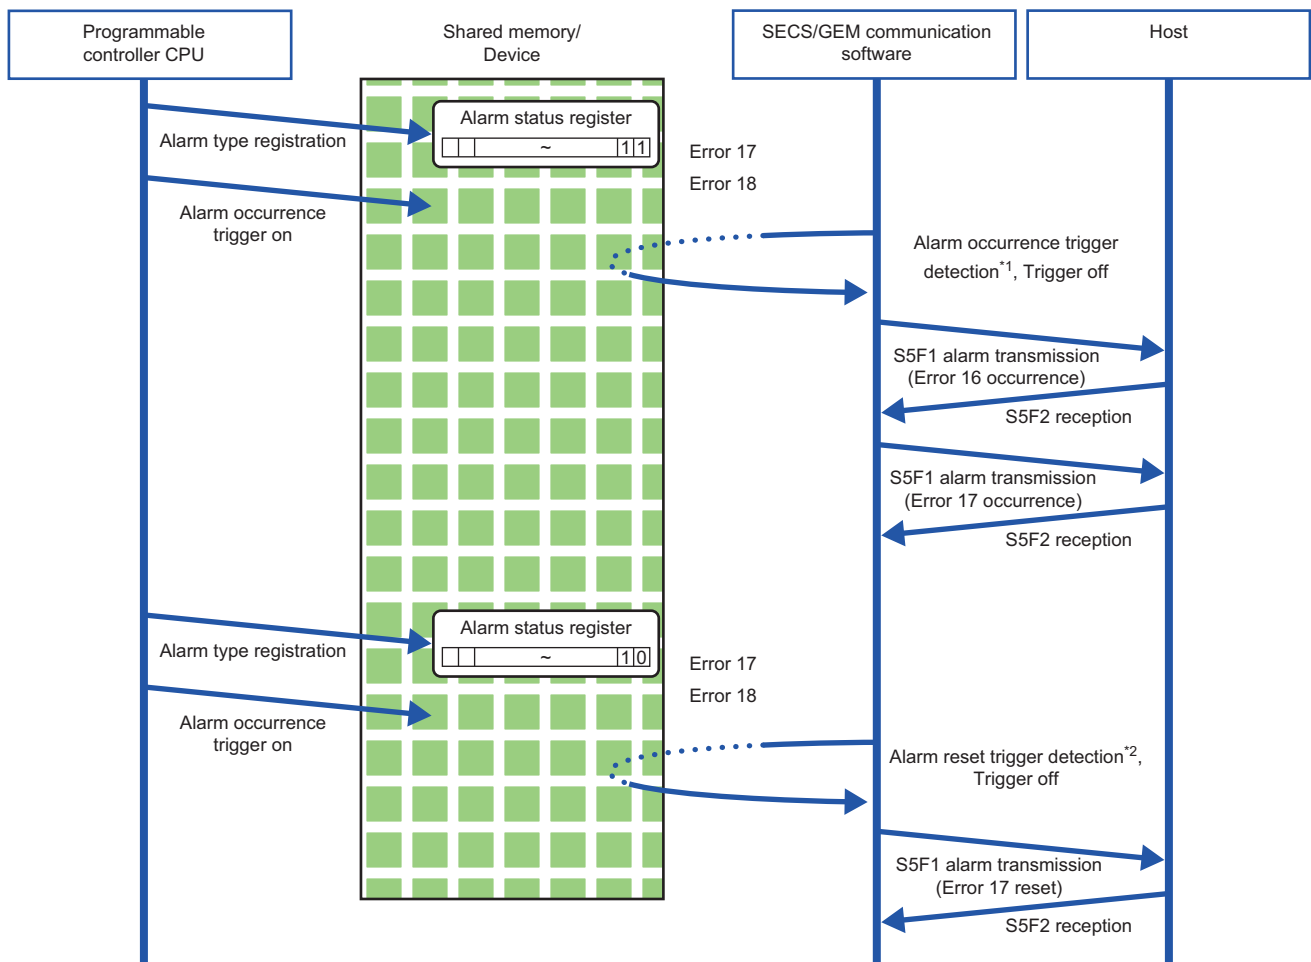 Programmable
controller CPU
Shared memory/
Device
SECS/GEM communication
software
Host
Alarm status register
~ 1 1
Alarm type registration
Error 17
Error 18
Alarm occurrence
trigger on
Alarm occurrence trigger
detection*1, Trigger off
S5F1 alarm transmission
(Error 16 occurrence)
S5F2 reception
S5F1 alarm transmission
(Error 17 occurrence)
S5F2 reception
Alarm status register
~ 1 0
Alarm type registration
Error 17
Error 18
Alarm occurrence
trigger on
Alarm reset trigger detection*2,
Trigger off
S5F1 alarm transmission
(Error 17 reset)
S5F2 reception